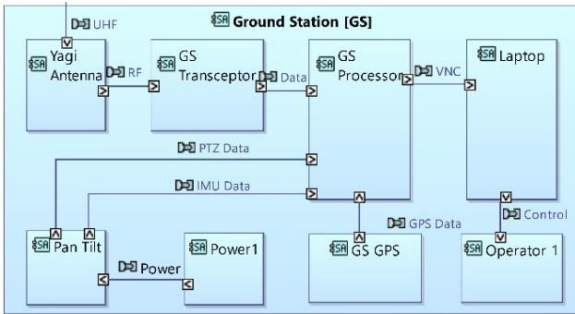 Ground Station [GS]
UHF
Yagi
Antenna
RF
GS
Transceptor
Data
GS
Processor
VNC
Laptop
PTZ Data
IMU Data
GPS Data
Control
Pan Tilt
Power
Power1
GS GPS
Operator 1